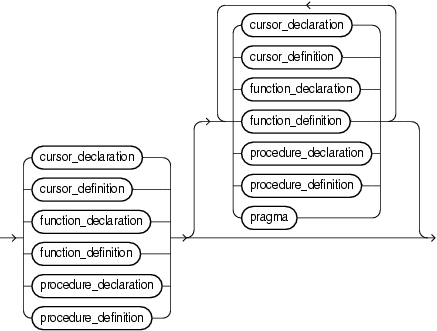 cursor_declaration
cursor_definition
function_declaration
function_definition
procedure_declaration
procedure_definition
pragma
cursor_declaration
cursor_definition
function_declaration
function_definition
procedure_declaration
procedure_definition